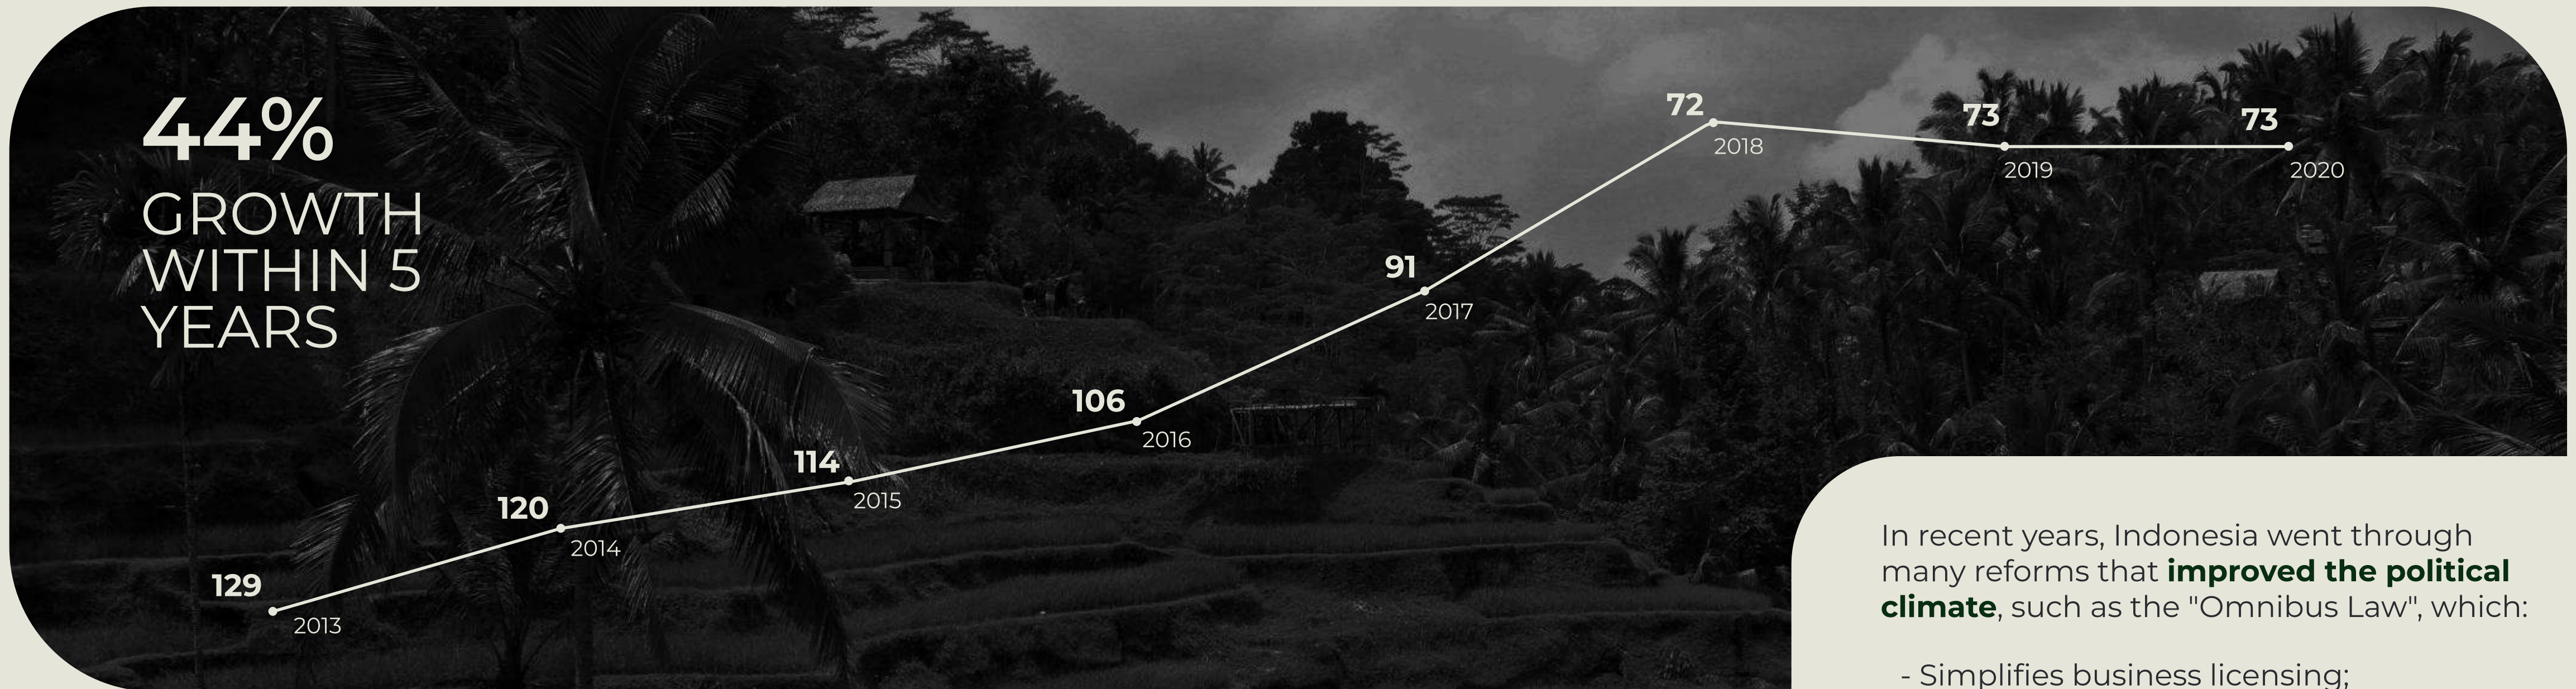 44%
GROWTH
WITHIN 5
YEARS
129
2013
120
2014
114
2015
106
2016
91
2017
72
2018
73
2019
73
2020
In recent years, Indonesia went through
many reforms that improved the political
climate, such as the "Omnibus Law", which:
- Simplifies business licensing;